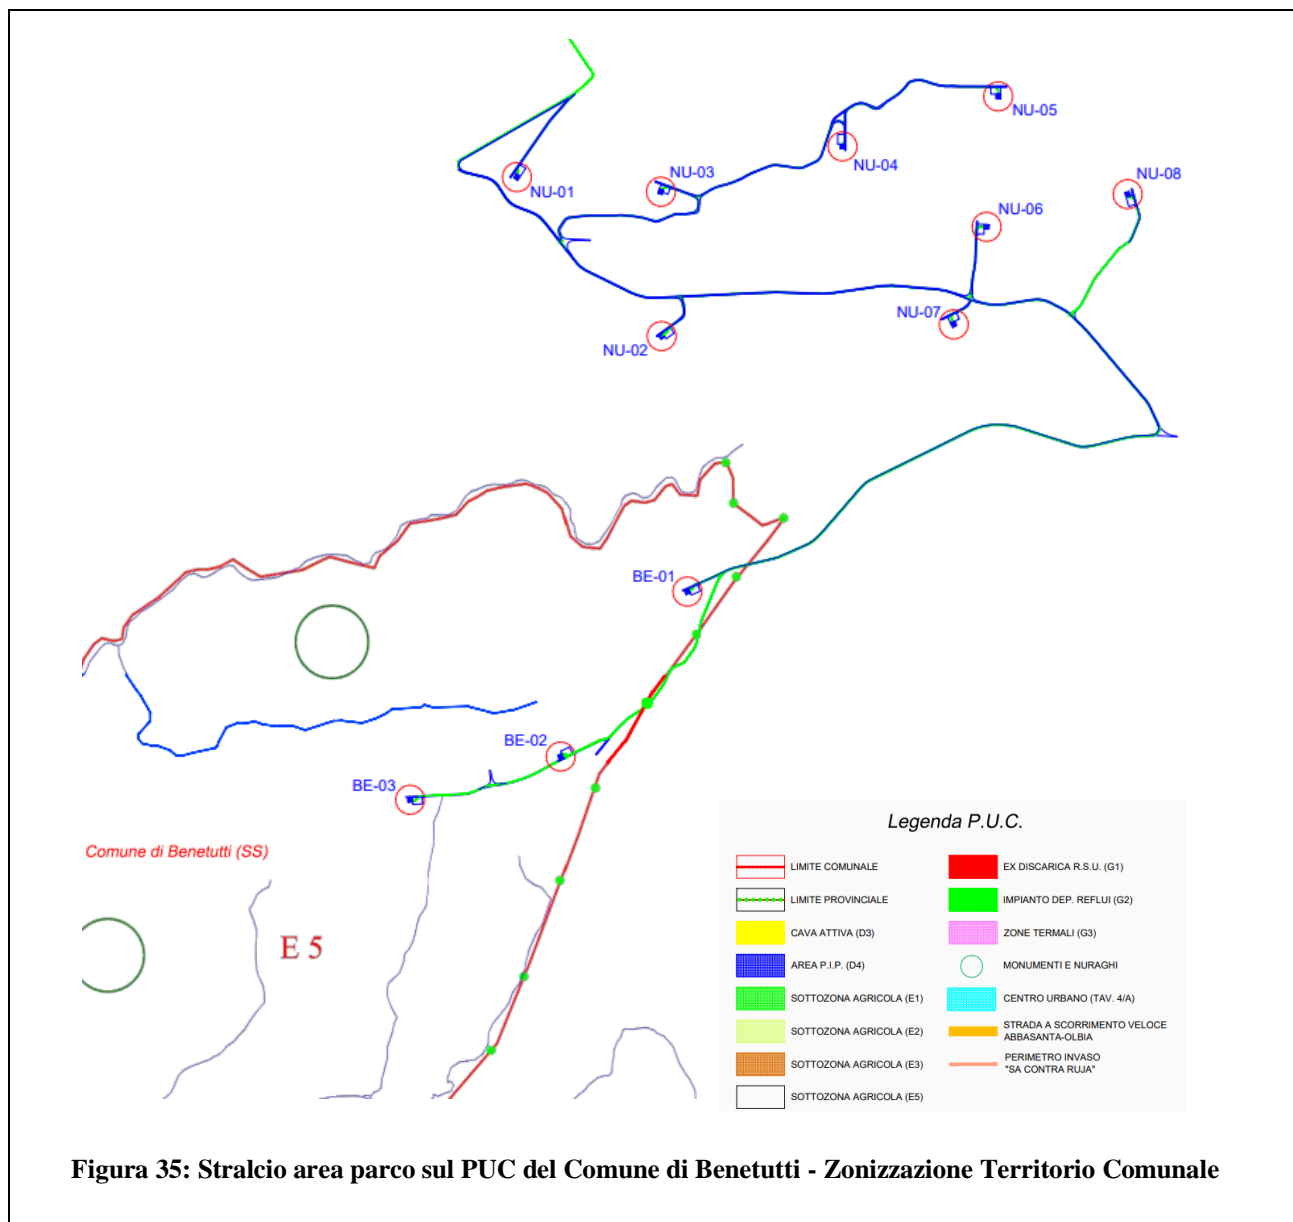 NU-05
NU-04
NU-03
NU-01
NU-08
NU-06
NU-07
NU-02
BE-01
BE-02
BE-03
Comune di Benetutti (SS)
E 5
Legenda P.U.C.
LIMITE COMUNALE
LIMITE PROVINCIALE
CAVA ATTIVA (D3)
AREA P.I.P. (D4)
SOTTOZONA AGRICOLA (E1)
SOTTOZONA AGRICOLA (E2)
SOTTOZONA AGRICOLA (E3)
SOTTOZONA AGRICOLA (E5)
EX DISCARICA R.S.U. (G1)
IMPIANTO DEP. REFLUI (G2)
ZONE TERMALI (G3)
MONUMENTI E NURAGHI
CENTRO URBANO (TAV. 4/A)
STRADA A SCORRIMENTO VELOCE
ABBASANTA-OLBIA
PERIMETRO INVASO
"SA CONTRA RUJA"
Figura 35: Stralcio area parco sul PUC del Comune di Benetutti - Zonizzazione Territorio Comunale